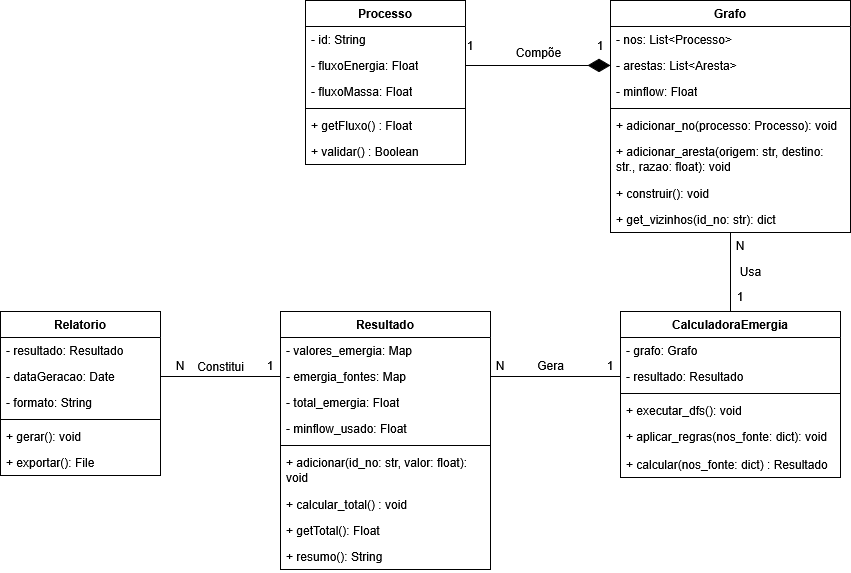 Processo
- id: String
- fluxoEnergia: Float
- fluxoMassa: Float
+ getFluxo() : Float
+ validar() : Boolean
1
Compõe
1
Grafo
- nos: List<Processo>
- arestas: List<Aresta>
- minflow: Float
+ adicionar_no(processo: Processo): void
+ adicionar_aresta(origem: str, destino:
str., razao: float): void
+ construir(): void
+ get_vizinhos(id_no: str): dict
N
Usa
1
Relatorio
- resultado: Resultado
- dataGeracao: Date
- formato: String
+ gerar(): void
+ exportar(): File
N
Constitui
1
Resultado
- valores_emergia: Map
- emergia_fontes: Map
- total_emergia: Float
- minflow_usado: Float
+ adicionar(id_no: str, valor: float):
void
+ calcular_total() : void
+ getTotal(): Float
+ resumo(): String
N
Gera
1
CalculadoraEmergia
- grafo: Grafo
- resultado: Resultado
+ executar_dfs(): void
+ aplicar_regras(nos_fonte: dict): void
+ calcular(nos_fonte: dict) : Resultado